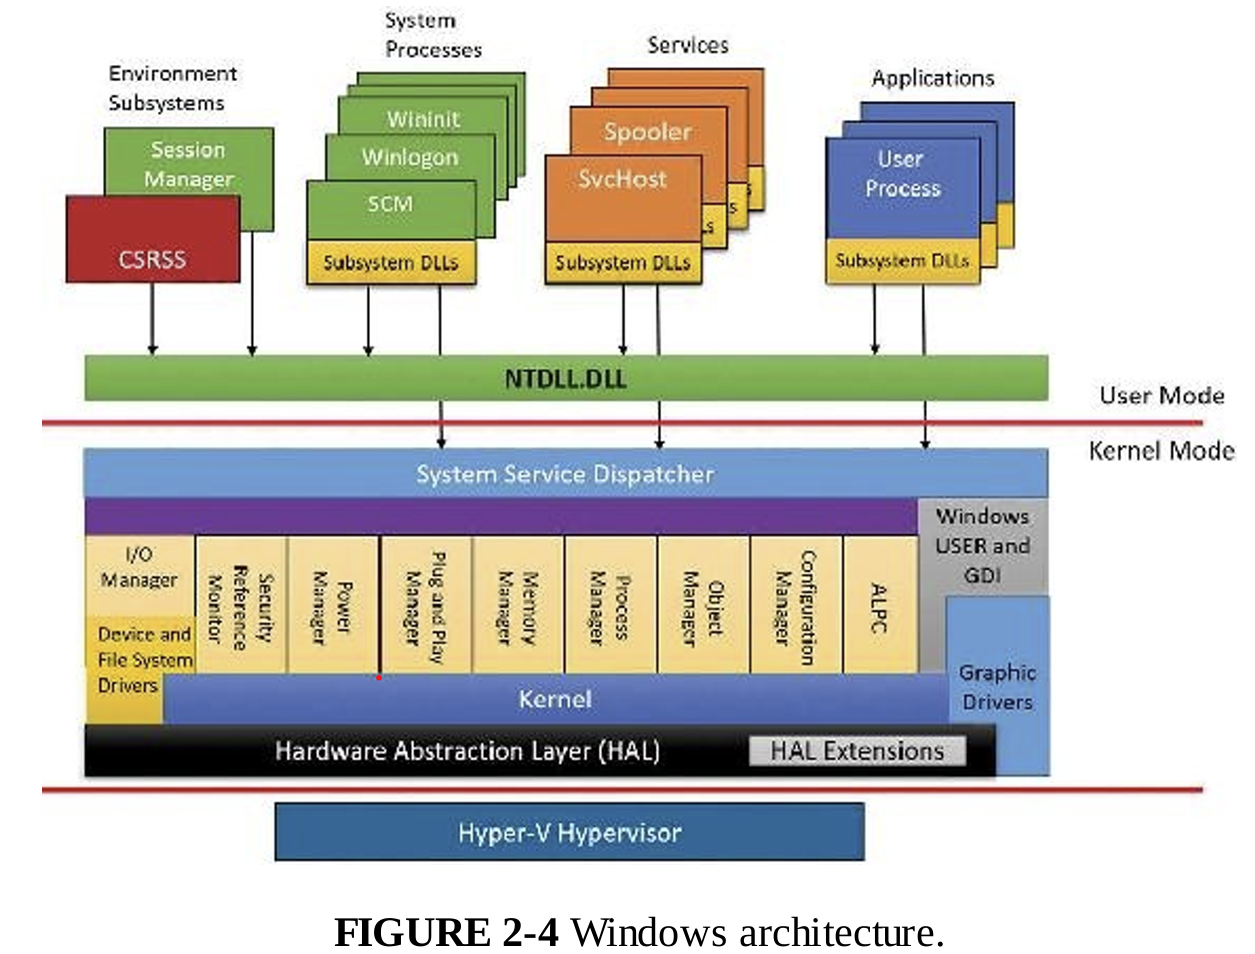 System
Processes
Services
Environment
Subsystems
Applications
Session
Manager
CSRSS
Wininit
Winlogon
SCM
Subsystem DLLs
Spooler
SvcHost
Subsystem DLLs
s
s
Ls
User
Process
Subsystem DLLs
NTDLL.DLL
User Mode
Kernel Mode
System Service Dispatcher
I/O
Manager
Device and
File System
Drivers
Security
Reference
Monitor
Power
Manager
Plug and Play
Manager
Memory
Manager
Process
Manager
Object
Manager
Configuration
Manager
ALPC
Windows
USER and
GDI
Graphic
Drivers
Kernel
Hardware Abstraction Layer (HAL)
HAL Extensions
Hyper-V Hypervisor
FIGURE 2-4 Windows architecture.